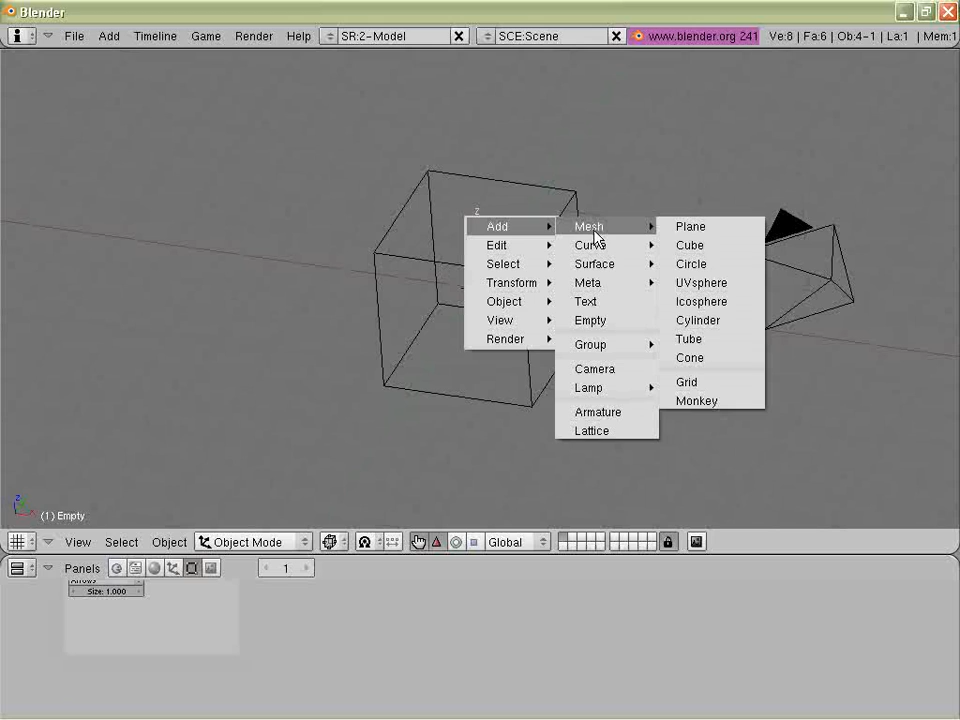 Blender
File Add Timeline Game Render Help SR:2-Model SCE:Scene www.blender.org 241 Ve:8 | Fa:6 | Ob:4-1 | La:1 | Mem:1
z
Add Mesh Plane
Edit Curve Cube
Select Surface Circle
Transform Meta UVsphere
Object Text Icosphere
View Empty Cylinder
Render Group Tube
Camera Cone
Lamp Grid
Armature Monkey
Lattice
z
(1) Empty
View Select Object Object Mode Global
Panels 1
Arrows
Size: 1.000